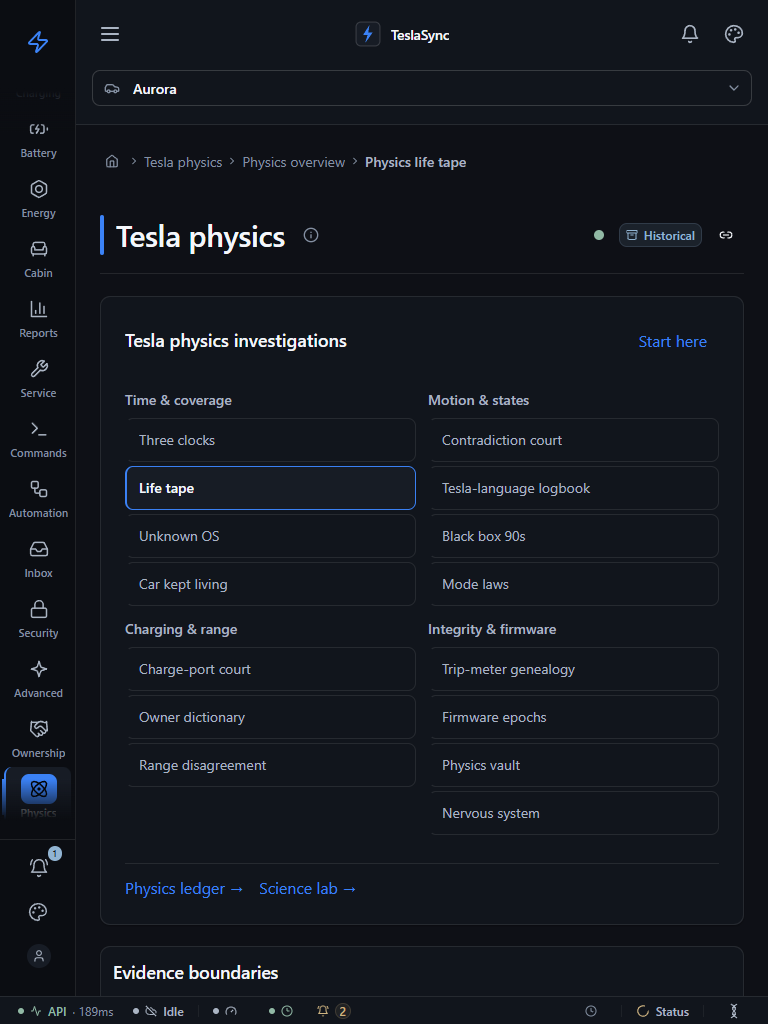 TeslaSync
Aurora
Charging
Battery
Energy
Cabin
Reports
Service
Commands
Automation
Inbox
Security
Advanced
Ownership
Physics
1
Tesla physics > Physics overview > Physics life tape
Tesla physics
Historical
Tesla physics investigations
Start here
Time & coverage
Three clocks
Life tape
Unknown OS
Car kept living
Motion & states
Contradiction court
Tesla-language logbook
Black box 90s
Mode laws
Charging & range
Charge-port court
Owner dictionary
Range disagreement
Integrity & firmware
Trip-meter genealogy
Firmware epochs
Physics vault
Nervous system
Physics ledger →
Science lab →
Evidence boundaries
API · 189ms
Idle
2
Status